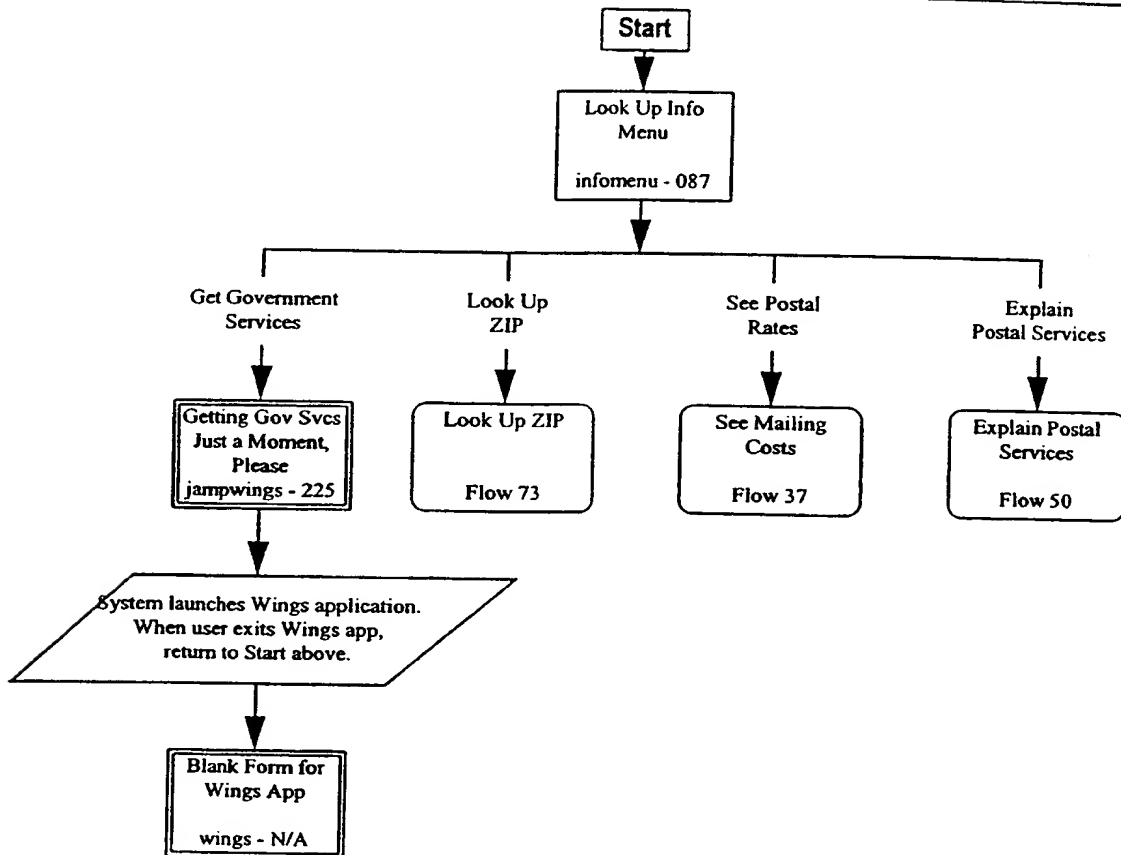 Start
Look Up Info
Menu
infomenu - 087
Get Government
Services
Look Up
ZIP
See Postal
Rates
Explain
Postal Services
Getting Gov Svcs
Just a Moment,
Please
jampwings - 225
Look Up ZIP
Flow 73
See Mailing
Costs
Flow 37
Explain Postal
Services
Flow 50
System launches Wings application.
When user exits Wings app,
return to Start above.
Blank Form for
Wings App
wings - N/A